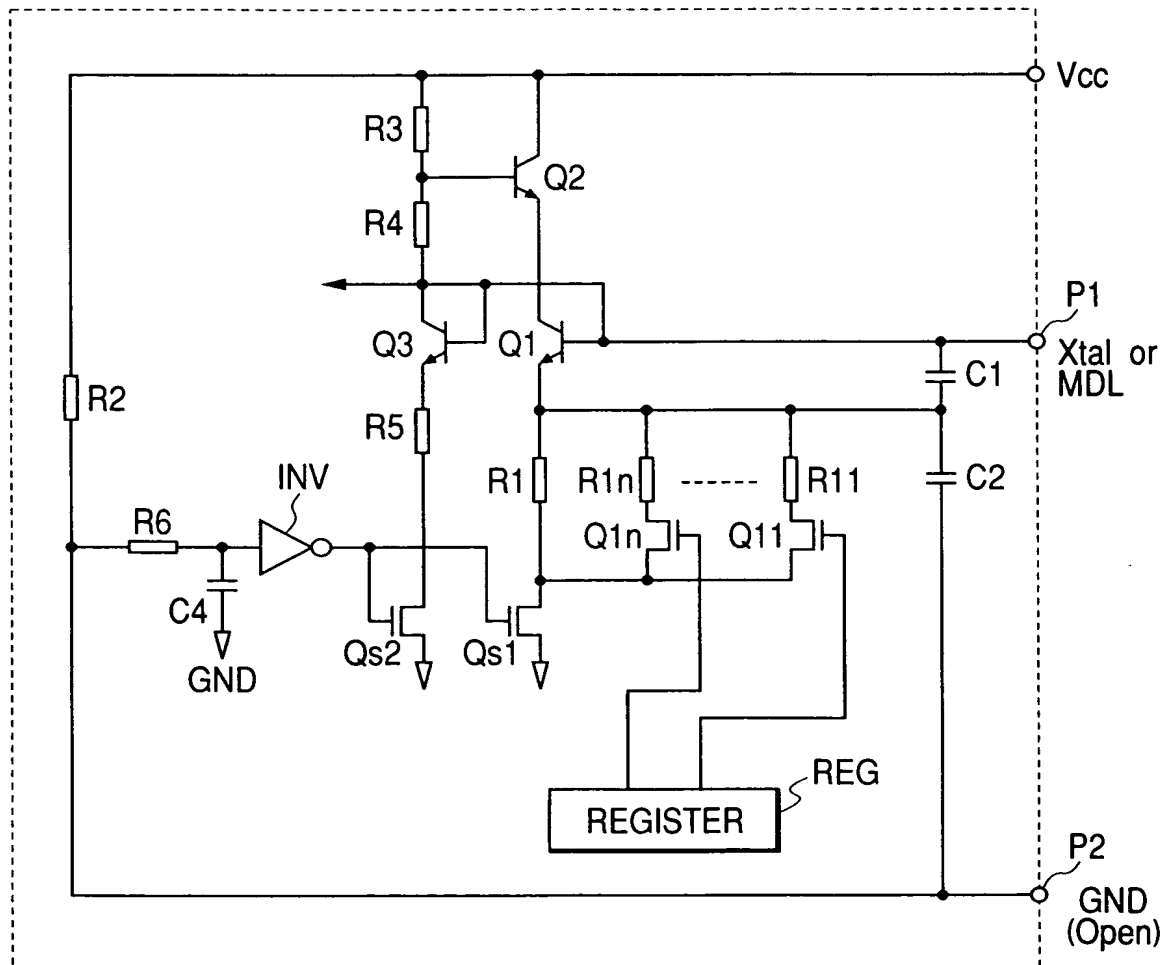 Vcc
R3
Q2
R4
P1
Q3
Q1
Xtal or
MDL
C1
R2
R5
INV
R1
R1n
R11
C2
R6
Q1n
Q11
C4
Qs2
Qs1
GND
REG
REGISTER
P2
GND
(Open)